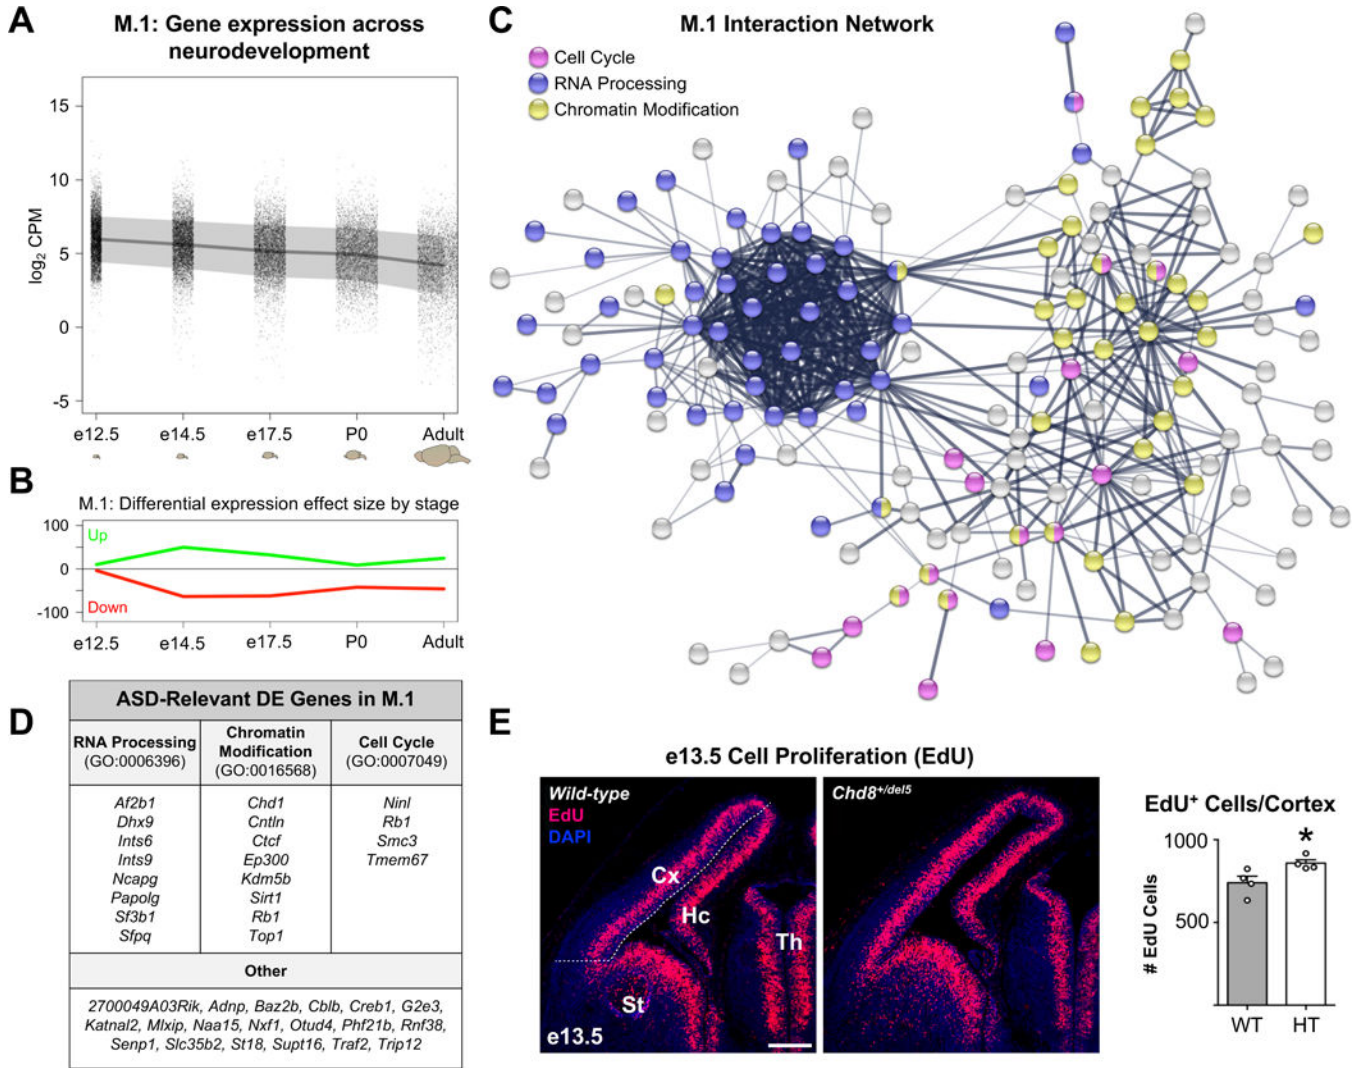 A
M.1: Gene expression across
neurodevelopment
log2 CPM
15
10
5
0
-5
e12.5 e14.5 e17.5 P0 Adult
B
M.1: Differential expression effect size by stage
100
0
-100
Up
Down
e12.5 e14.5 e17.5 P0 Adult
C
M.1 Interaction Network
Cell Cycle
RNA Processing
Chromatin Modification
D
ASD-Relevant DE Genes in M.1
RNA Processing
(GO:0006396)
Chromatin
Modification
(GO:0016568)
Cell Cycle
(GO:0007049)
Af2b1
Dhx9
Ints6
Ints9
Ncapg
Papolg
Sf3b1
Sfpq
Chd1
Cntln
Ctcf
Ep300
Kdm5b
Sirt1
Rb1
Top1
Ninl
Rb1
Smc3
Tmem67
Other
2700049A03Rik, Adnp, Baz2b, Cblb, Creb1, G2e3,
Katnal2, Mlxip, Naa15, Nxf1, Otud4, Phf21b, Rnf38,
Senp1, Slc35b2, St18, Supt16, Traf2, Trip12
E
e13.5 Cell Proliferation (EdU)
Wild-type
EdU
DAPI
Cx
Hc
Th
St
e13.5
Chd8+/del5
EdU+ Cells/Cortex
# EdU Cells
1000
500
*
WT HT